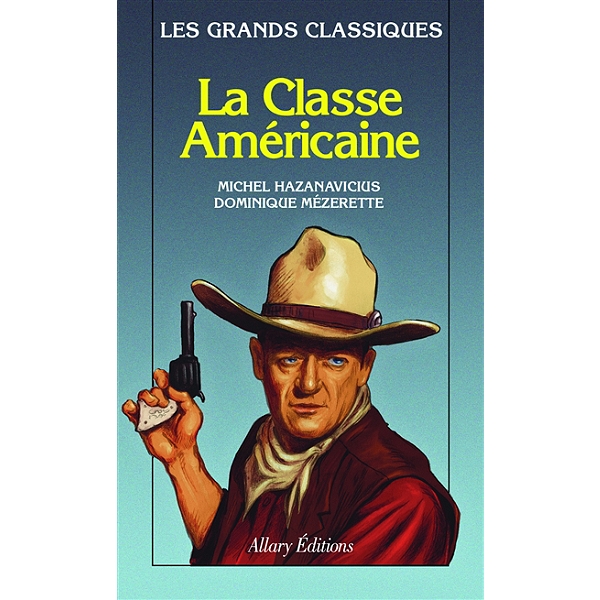 LES GRANDS CLASSIQUES
La Classe
Américaine
MICHEL HAZANAVICIUS
DOMINIQUE MÉZERETTE
Allary Éditions